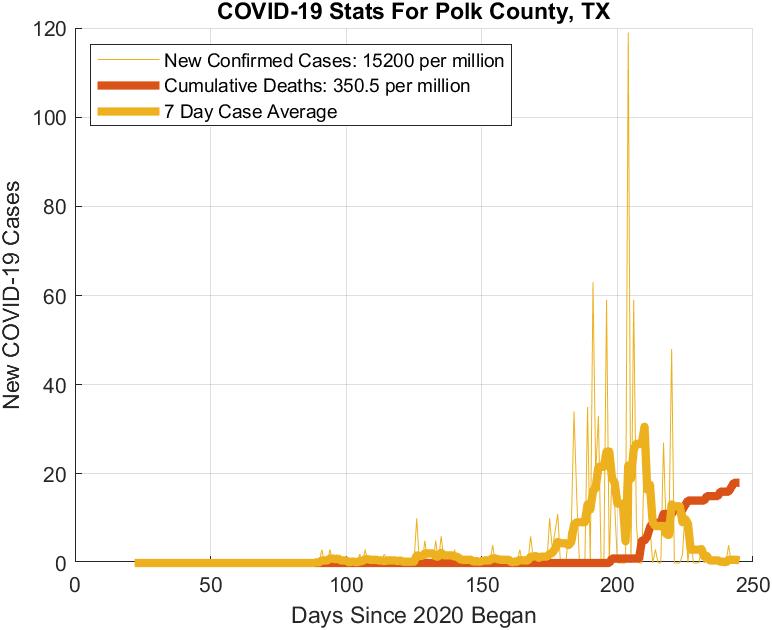 COVID-19 Stats For Polk County, TX
New Confirmed Cases: 15200 per million
Cumulative Deaths: 350.5 per million
7 Day Case Average
New COVID-19 Cases
120
100
80
60
40
20
0
0 50 100 150 200 250
Days Since 2020 Began